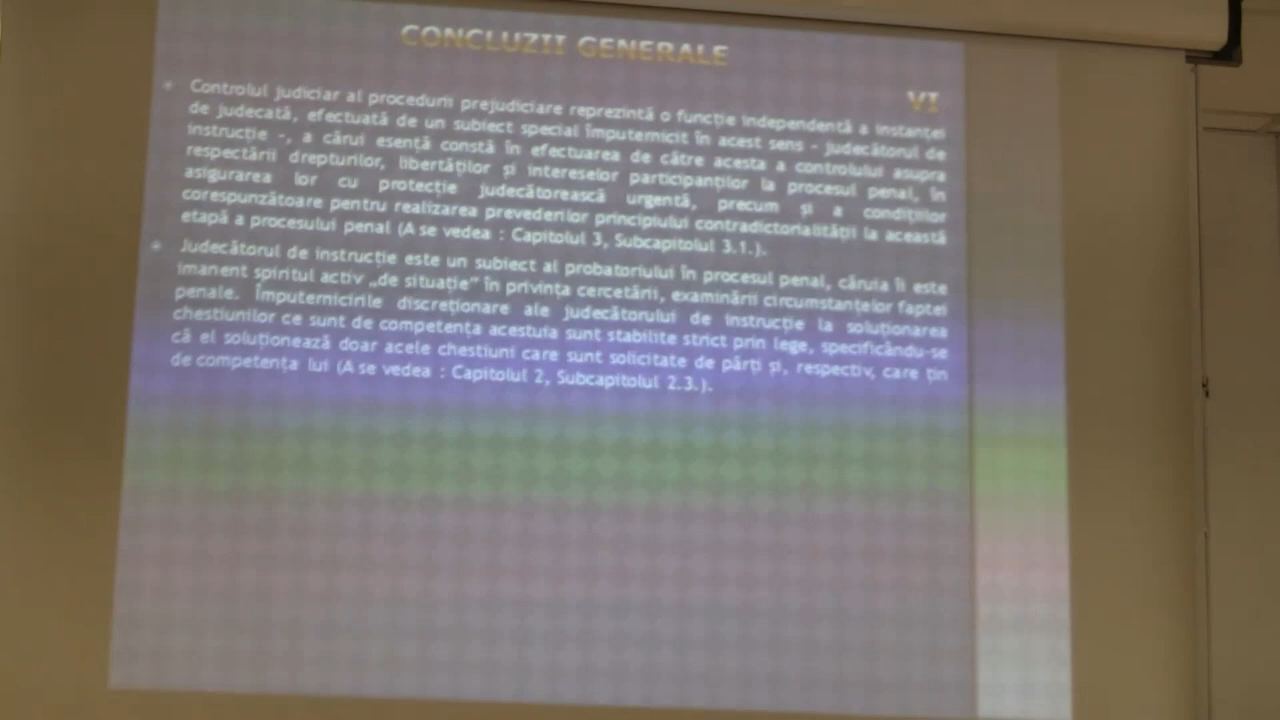 CONCLUZII GENERALE
VI
Controlul judiciar al procedurii prejudiciare reprezintă o funcție independentă a instanței
de judecată, efectuată de un subiect special împuternicit în acest sens - judecătorul de
instrucție -, a cărui esență constă în efectuarea de către acesta a controlului asupra
respectării drepturilor, libertăților și intereselor participanților la procesul penal, în
asigurarea lor cu protecție judecătorească urgentă, precum și a condițiilor
corespunzătoare pentru realizarea prevederilor principiului contradictorialității la această
etapă a procesului penal (A se vedea : Capitolul 3, Subcapitolul 3.1.).
Judecătorul de instrucție este un subiect al probatoriului în procesul penal, căruia îi este
imanent spiritul activ „de situație” în privința cercetării, examinării circumstanțelor faptei
penale. Împuternicirile discreționare ale judecătorului de instrucție la soluționarea
chestiunilor ce sunt de competența acestuia sunt stabilite strict prin lege, specificându-se
că el soluționează doar acele chestiuni care sunt solicitate de părți și, respectiv, care țin
de competența lui (A se vedea : Capitolul 2, Subcapitolul 2.3.).